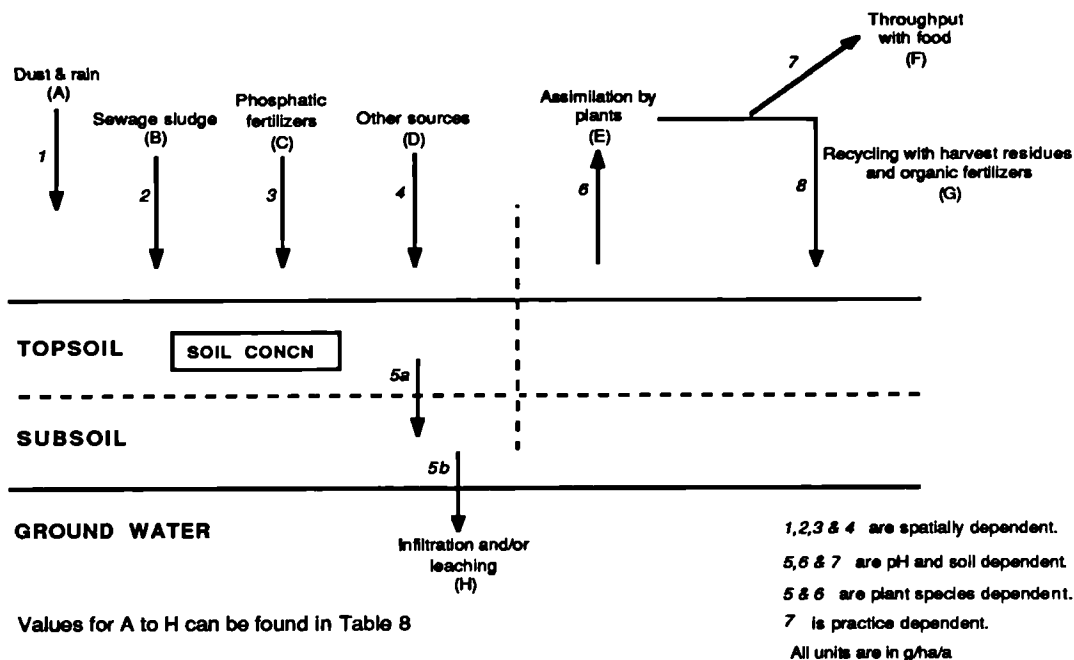 Throughput
with food
(F)
7
Dust & rain
(A)
1
Sewage sludge
(B)
2
Phosphatic
fertilizers
(C)
3
Other sources
(D)
4
Assimilation by
plants
(E)
6
Recycling with harvest residues
and organic fertilizers
(G)
8
TOPSOIL
SOIL CONCN
5a
SUBSOIL
5b
GROUND WATER
Infiltration and/or
leaching
(H)
1,2,3 & 4 are spatially dependent.
5,6 & 7 are pH and soil dependent.
5 & 6 are plant species dependent.
7 is practice dependent.
All units are in g/ha/a
Values for A to H can be found in Table 8